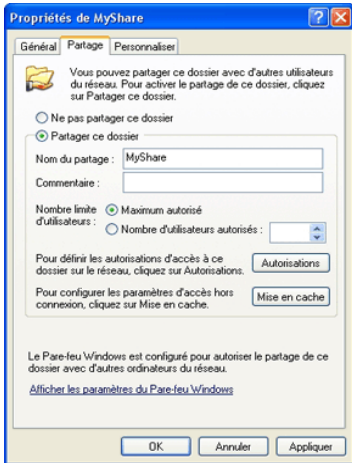 Propriétés de MyShare
Général Partage Personnaliser
Vous pouvez partager ce dossier avec d'autres utilisateurs
du réseau. Pour activer le partage de ce dossier, cliquez
sur Partager ce dossier.
Ne pas partager ce dossier
Partager ce dossier
Nom du partage : MyShare
Commentaire :
Nombre limite
d'utilisateurs :
Maximum autorisé
Nombre d'utilisateurs autorisés :
Pour définir les autorisations d'accès à ce
dossier sur le réseau, cliquez sur Autorisations.
Autorisations
Pour configurer les paramètres d'accès hors
connexion, cliquez sur Mise en cache.
Mise en cache
Le Pare-feu Windows est configuré pour autoriser le partage de ce
dossier avec d'autres ordinateurs du réseau.
Afficher les paramètres du Pare-feu Windows
OK Annuler Appliquer